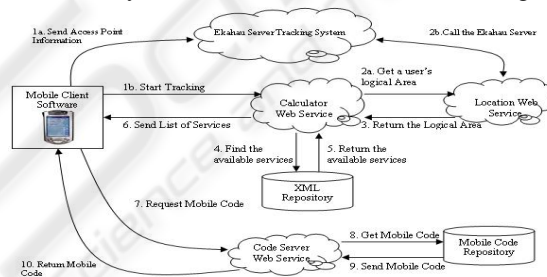 1a. Send Access Point
Information
Ekahau Server Tracking System
2b. Call the Ekahau Server
1b. Start Tracking
2a. Get a user's
logical Area
Mobile Client
Software
Calculator
Web Service
Location Web
Service
6. Send List of Services
3. Return the Logical Area
4. Find the
available services
5. Return the
available services
XML
Repository
7. Request Mobile Code
Code Server
Web Service
8. Get Mobile Code
9. Send Mobile Code
Mobile Code
Repository
10. Return Mobile
Code